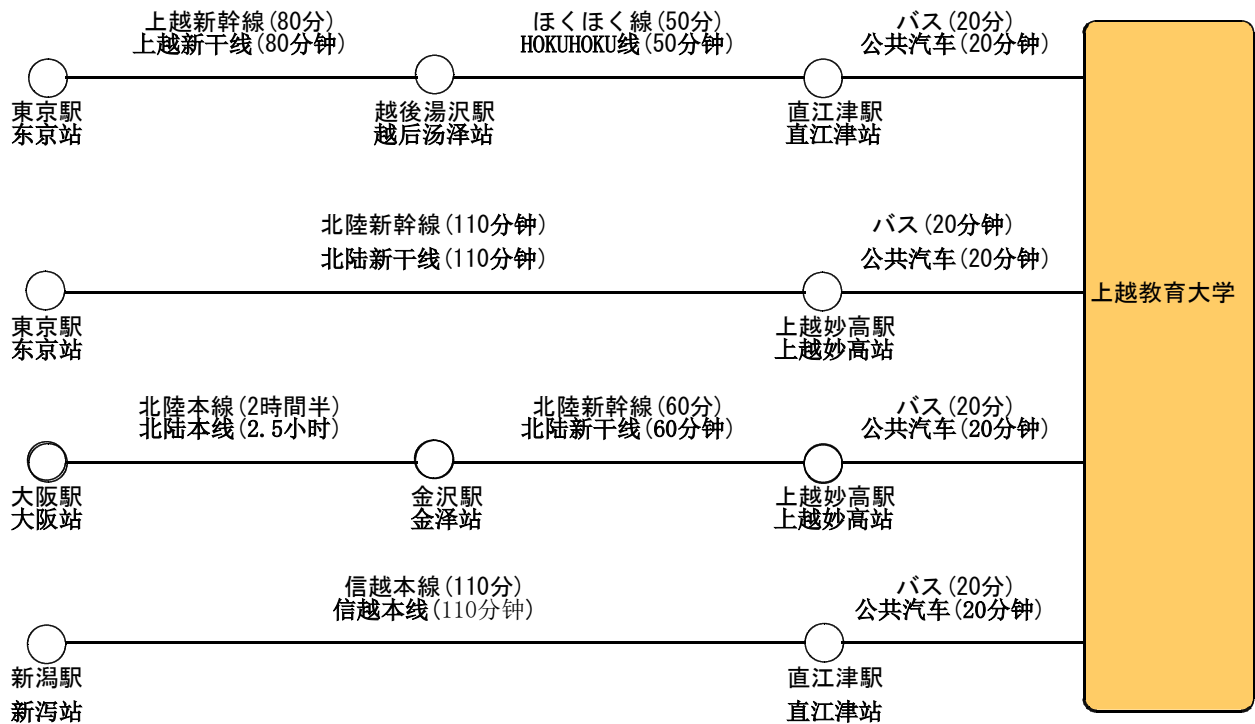 上越新幹線(80分)
上越新干线(80分钟)
ほくほく線(50分)
HOKUHOKU线(50分钟)
バス(20分)
公共汽车(20分钟)
東京駅
东京站
越後湯沢駅
越后汤泽站
直江津駅
直江津站
北陸新幹線(110分钟)
北陆新干线(110分钟)
バス(20分钟)
公共汽车(20分钟)
東京駅
东京站
上越妙高駅
上越妙高站
上越教育大学
北陸本線(2時間半)
北陆本线(2.5小时)
北陸新幹線(60分)
北陆新干线(60分钟)
バス(20分)
公共汽车(20分钟)
大阪駅
大阪站
金沢駅
金泽站
上越妙高駅
上越妙高站
信越本線(110分)
信越本线(110分钟)
バス(20分)
公共汽车(20分钟)
新潟駅
新泻站
直江津駅
直江津站